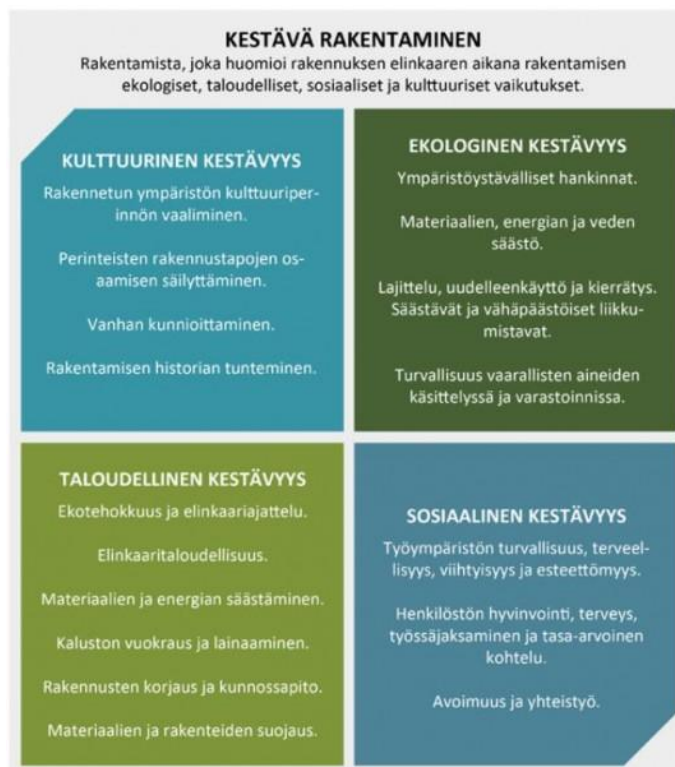 KESTÄVÄ RAKENTAMINEN
Rakentamista, joka huomioi rakennuksen elinkaaren aikana rakentamisen
ekologiset, taloudelliset, sosiaaliset ja kulttuuriset vaikutukset.
KULTTUURINEN KESTÄVYYS
Rakennetun ympäristön kulttuuriper-
innön vaaliminen.
Perinteisten rakennustapojen os-
aamisen säilyttäminen.
Vanhan kunnioittaminen.
Rakentamisen historian tunteminen.
EKOLOGINEN KESTÄVYYS
Ympäristöystävälliset hankinnat.
Materiaalien, energian ja veden
säästö.
Lajittelu, uudelleenkäyttö ja kierrätys.
Säästävät ja vähäpäästöiset liikku-
mistavat.
Turvallisuus vaarallisten aineiden
käsittelyssä ja varastoinnissa.
TALOUDELLINEN KESTÄVYYS
Ekotehokkuus ja elinkaariajattelu.
Elinkaaritaloudellisuus.
Materiaalien ja energian säästäminen.
Kaluston vuokraus ja lainaaminen.
Rakennusten korjaus ja kunnossapito.
Materiaalien ja rakenteiden suojaus.
SOSIAALINEN KESTÄVYYS
Työympäristön turvallisuus, terveel-
lisyys, viihtyisyys ja esteettömyys.
Henkilöstön hyvinvointi, terveys,
työssäjaksaminen ja tasa-arvoinen
kohtelu.
Avoimuus ja yhteistyö.